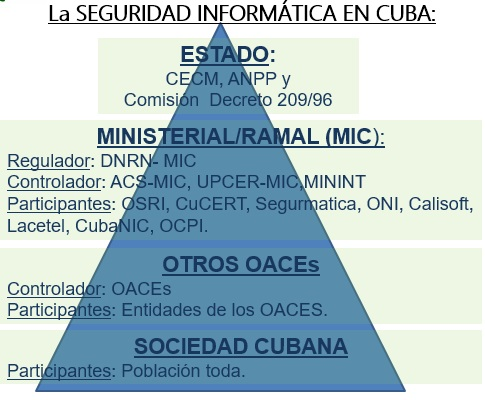 La SEGURIDAD INFORMÁTICA EN CUBA:
ESTADO:
CECM, ANPP y
Comisión Decreto 209/96
MINISTERIAL/RAMAL (MIC):
Regulador: DNRN- MIC
Controlador: ACS-MIC, UPCER-MIC,MININT
Participantes: OSRI, CuCERT, Segurmatica, ONI, Calisoft,
Lacetel, CubaNIC, OCPI.
OTROS OACEs
Controlador: OACEs
Participantes: Entidades de los OACES.
SOCIEDAD CUBANA
Participantes: Población toda.